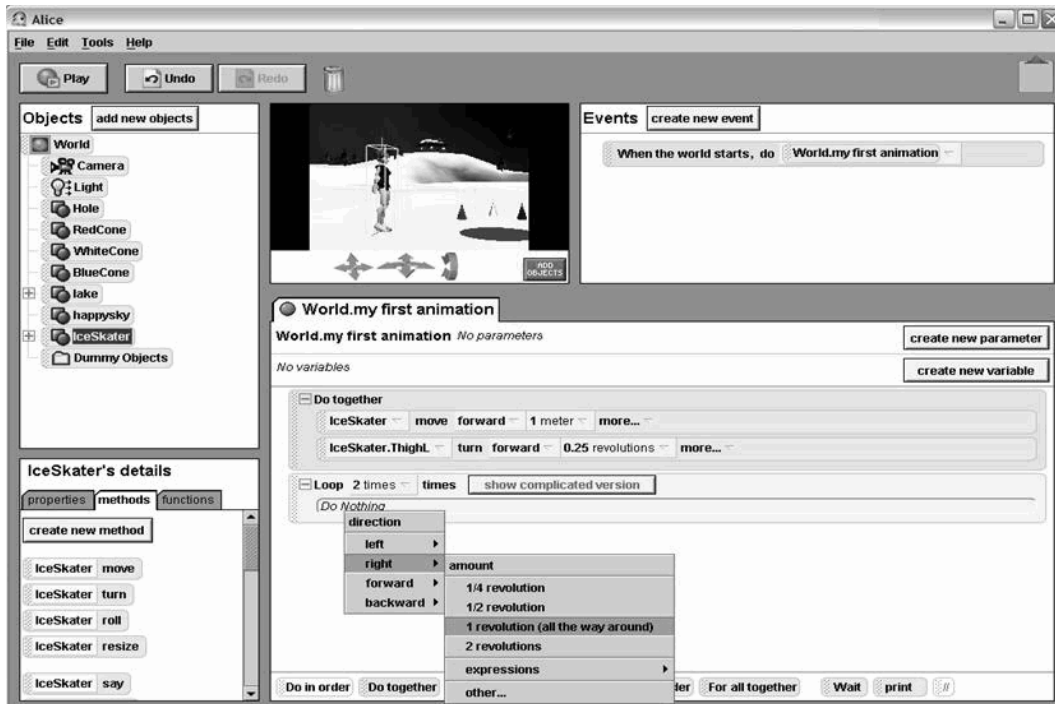 Alice
File Edit Tools Help
Play Undo Redo
Objects add new objects
World
Camera
Light
Hole
RedCone
WhiteCone
BlueCone
lake
happysky
IceSkater
Dummy Objects
ADD OBJECTS
Events create new event
When the world starts, do World.my first animation
IceSkater's details
properties methods functions
create new method
IceSkater move
IceSkater turn
IceSkater roll
IceSkater resize
IceSkater say
World.my first animation
World.my first animation No parameters create new parameter
No variables create new variable
Do together
IceSkater move forward 1 meter more...
IceSkater.ThighL turn forward 0.25 revolutions more...
Loop 2 times times show complicated version
Do Nothing
direction
left
right
forward
backward
amount
1/4 revolution
1/2 revolution
1 revolution (all the way around)
2 revolutions
expressions
other...
Do in order Do together For all together Wait print //